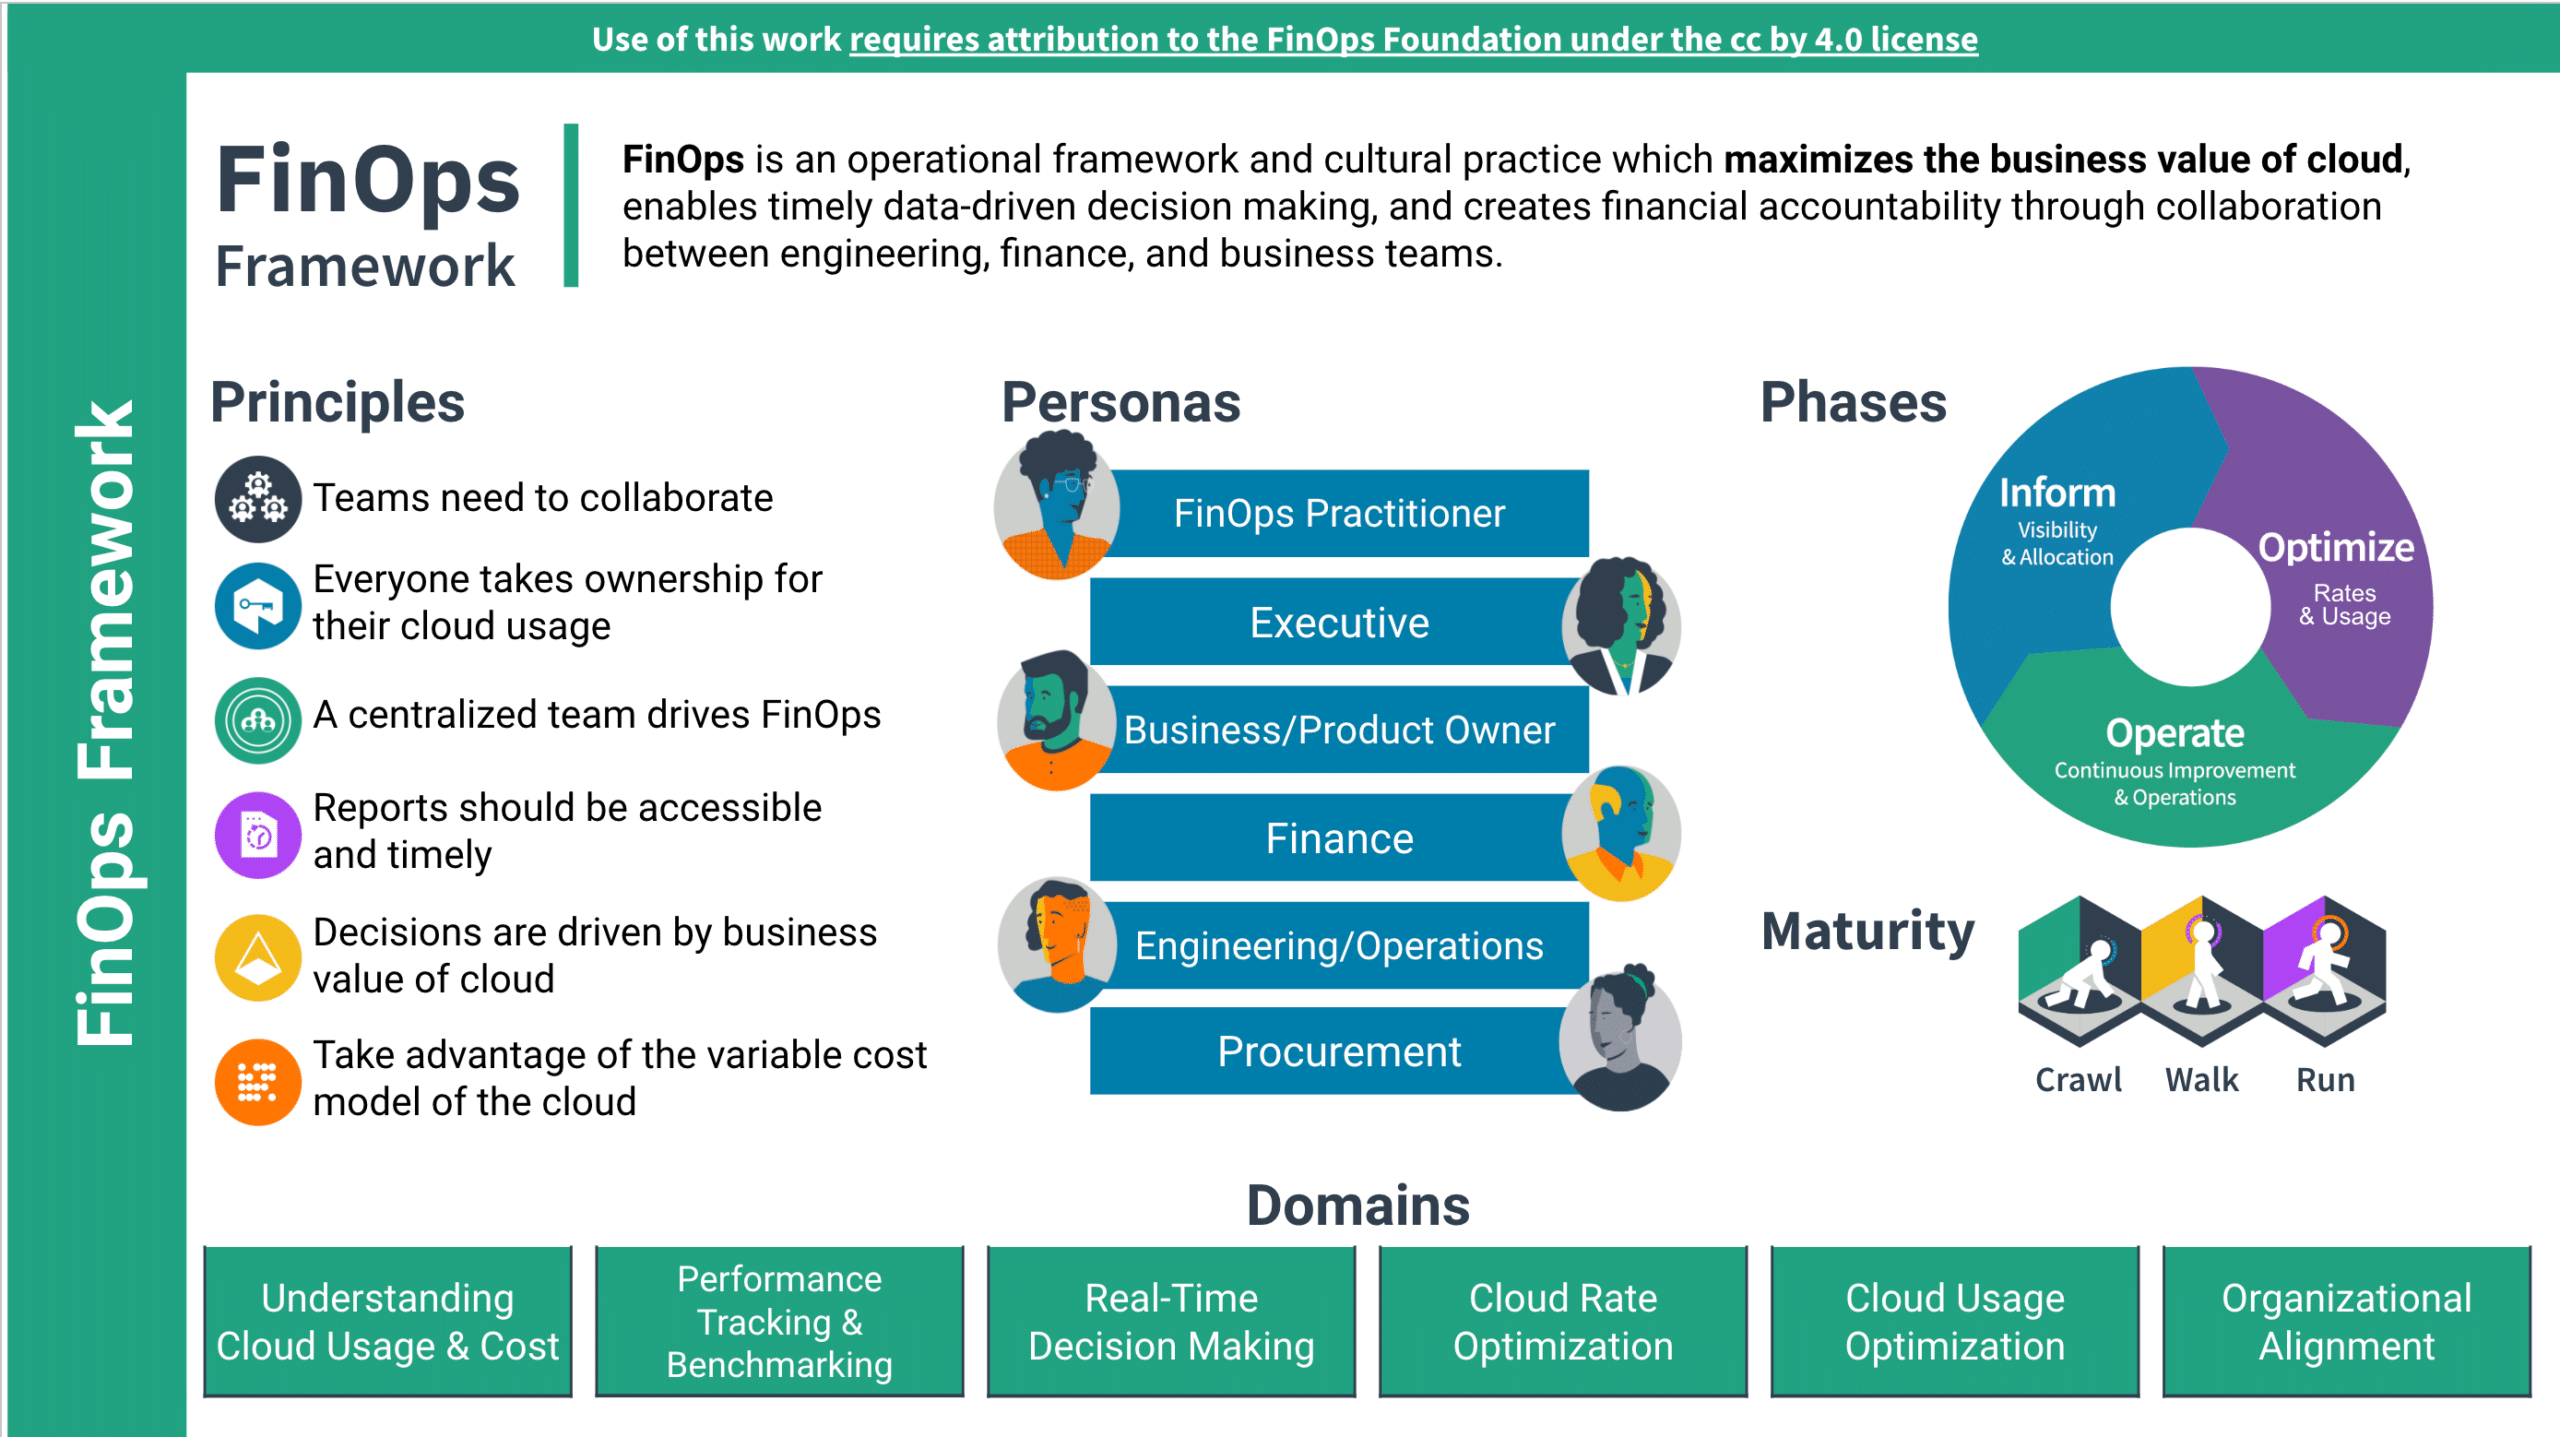 Use of this work requires attribution to the FinOps Foundation under the cc by 4.0 license
FinOps Framework
FinOps
Framework
FinOps is an operational framework and cultural practice which maximizes the business value of cloud,
enables timely data-driven decision making, and creates financial accountability through collaboration
between engineering, finance, and business teams.
Principles
Teams need to collaborate
Everyone takes ownership for
their cloud usage
A centralized team drives FinOps
Reports should be accessible
and timely
Decisions are driven by business
value of cloud
Take advantage of the variable cost
model of the cloud
Personas
FinOps Practitioner
Executive
Business/Product Owner
Finance
Engineering/Operations
Procurement
Phases
Inform
Visibility
& Allocation
Optimize
Rates
& Usage
Operate
Continuous Improvement
& Operations
Maturity
Crawl
Walk
Run
Domains
Understanding
Cloud Usage & Cost
Performance
Tracking &
Benchmarking
Real-Time
Decision Making
Cloud Rate
Optimization
Cloud Usage
Optimization
Organizational
Alignment